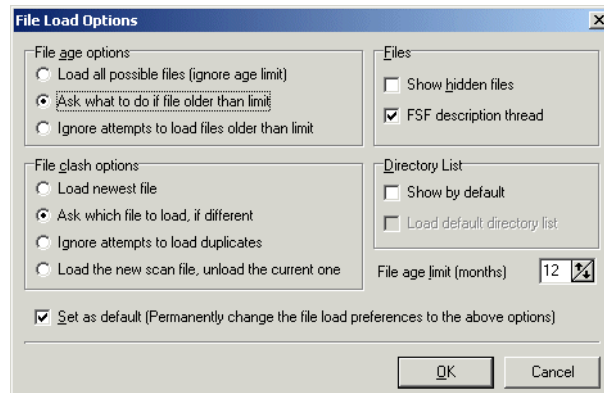 File Load Options
File age options
Load all possible files (ignore age limit)
Ask what to do if file older than limit
Ignore attempts to load files older than limit
Files
Show hidden files
FSF description thread
File clash options
Load newest file
Ask which file to load, if different
Ignore attempts to load duplicates
Load the new scan file, unload the current one
Directory List
Show by default
Load default directory list
File age limit (months) 12
Set as default (Permanently change the file load preferences to the above options)
OK Cancel